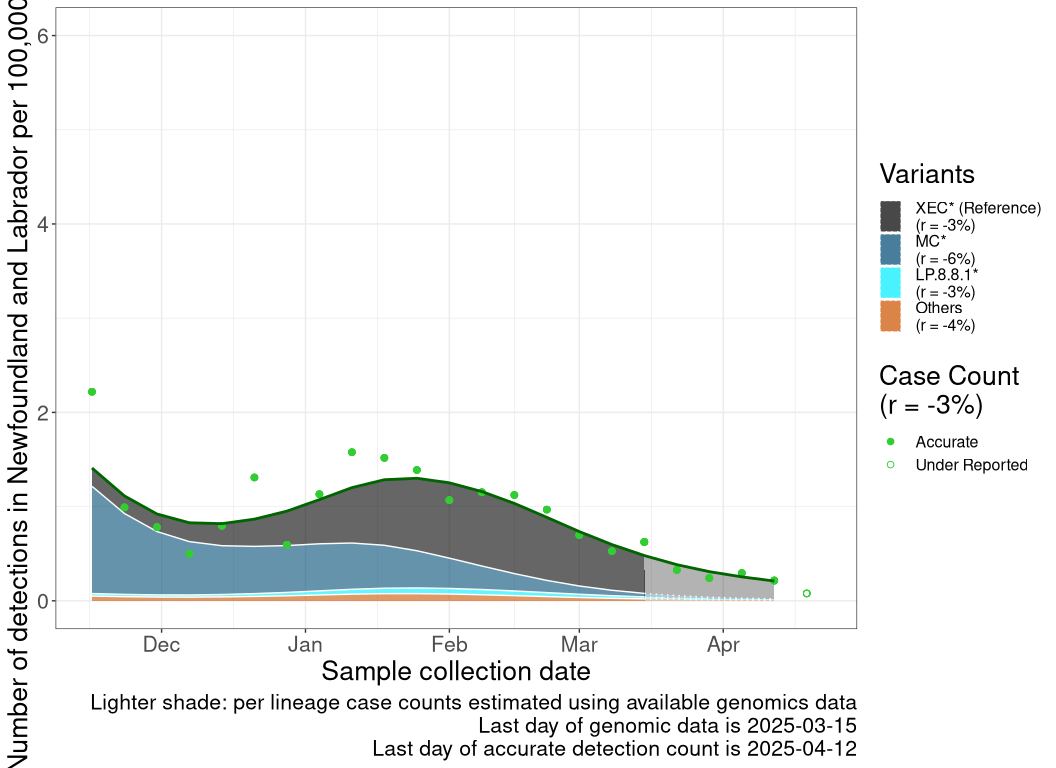 Number of detections in Newfoundland and Labrador per 100,000
6
4
2
0
Dec
Jan
Feb
Mar
Apr
Sample collection date
Lighter shade: per lineage case counts estimated using available genomics data
Last day of genomic data is 2025-03-15
Last day of accurate detection count is 2025-04-12
Variants
XEC* (Reference)
(r = -3%)
MC*
(r = -6%)
LP.8.8.1*
(r = -3%)
Others
(r = -4%)
Case Count
(r = -3%)
Accurate
Under Reported